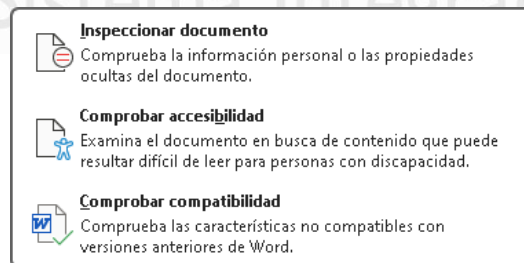 Inspeccionar documento
Comprueba la información personal o las propiedades
ocultas del documento.
Comprobar accesibilidad
Examina el documento en busca de contenido que puede
resultar difícil de leer para personas con discapacidad.
Comprobar compatibilidad
Comprueba las características no compatibles con
versiones anteriores de Word.